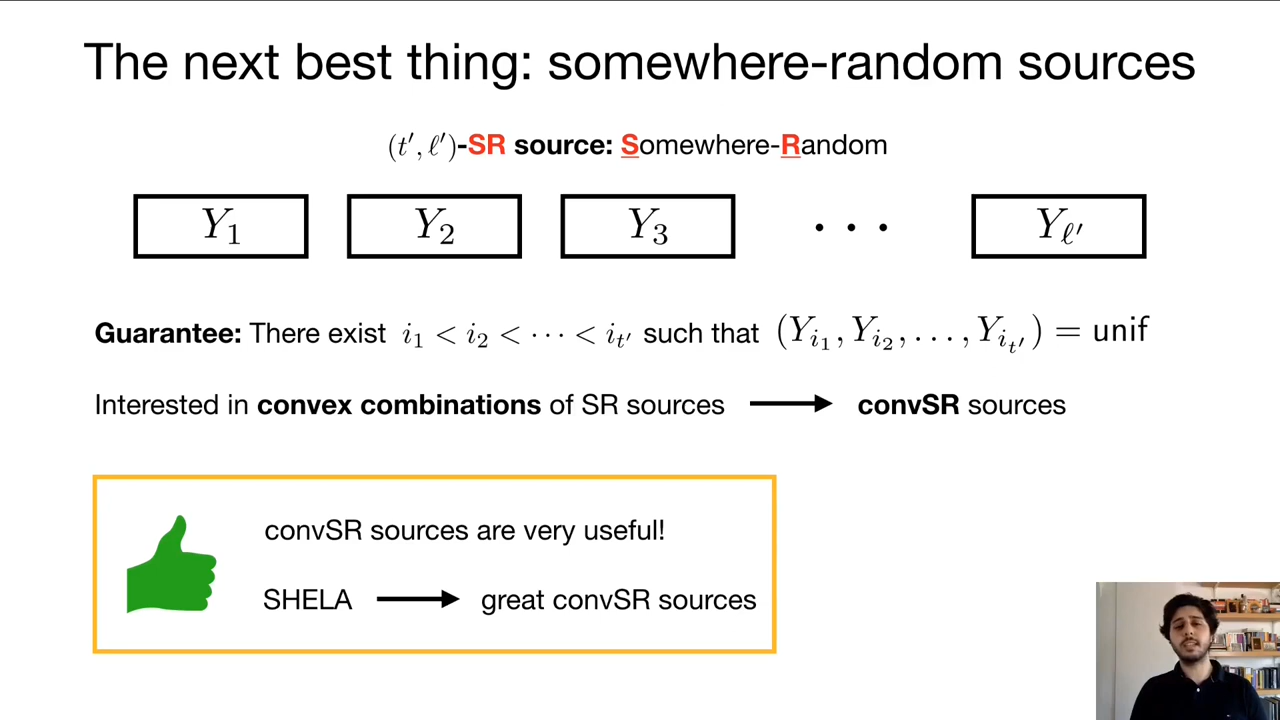 The next best thing: somewhere-random sources
(t′, ℓ′)-SR source: Somewhere-Random
Y₁ Y₂ Y₃ · · · Yℓ′
Guarantee: There exist i₁ < i₂ < · · · < iₜ′ such that (Yᵢ₁, Yᵢ₂, . . . , Yᵢₜ′) = unif
Interested in convex combinations of SR sources ⟶ convSR sources
convSR sources are very useful!
SHELA ⟶ great convSR sources